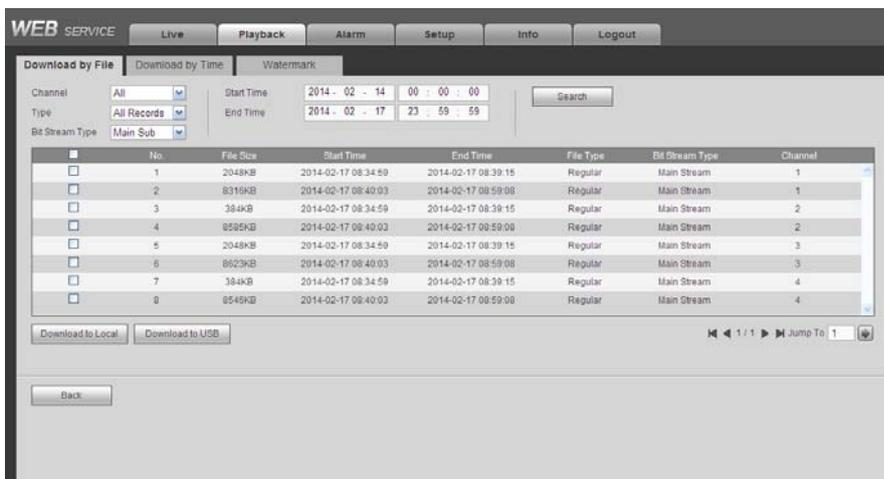 WEB SERVICE Live Playback Alarm Setup Info Logout
Download by File Download by Time Watermark
Channel All Start Time 2014 - 02 - 14 00 : 00 : 00 Search
Type All Records End Time 2014 - 02 - 17 23 : 59 : 59
Bit Stream Type Main Sub
No. File Size Start Time End Time File Type Bit Stream Type Channel
1 2048KB 2014-02-17 08:34:59 2014-02-17 08:39:15 Regular Main Stream 1
2 8316KB 2014-02-17 08:40:03 2014-02-17 08:59:08 Regular Main Stream 1
3 384KB 2014-02-17 08:34:59 2014-02-17 08:39:15 Regular Main Stream 2
4 8585KB 2014-02-17 08:40:03 2014-02-17 08:59:08 Regular Main Stream 2
5 2048KB 2014-02-17 08:34:59 2014-02-17 08:39:15 Regular Main Stream 3
6 8623KB 2014-02-17 08:40:03 2014-02-17 08:59:08 Regular Main Stream 3
7 384KB 2014-02-17 08:34:59 2014-02-17 08:39:15 Regular Main Stream 4
8 8545KB 2014-02-17 08:40:03 2014-02-17 08:59:08 Regular Main Stream 4
Download to Local Download to USB 1 / 1 Jump To 1
Back